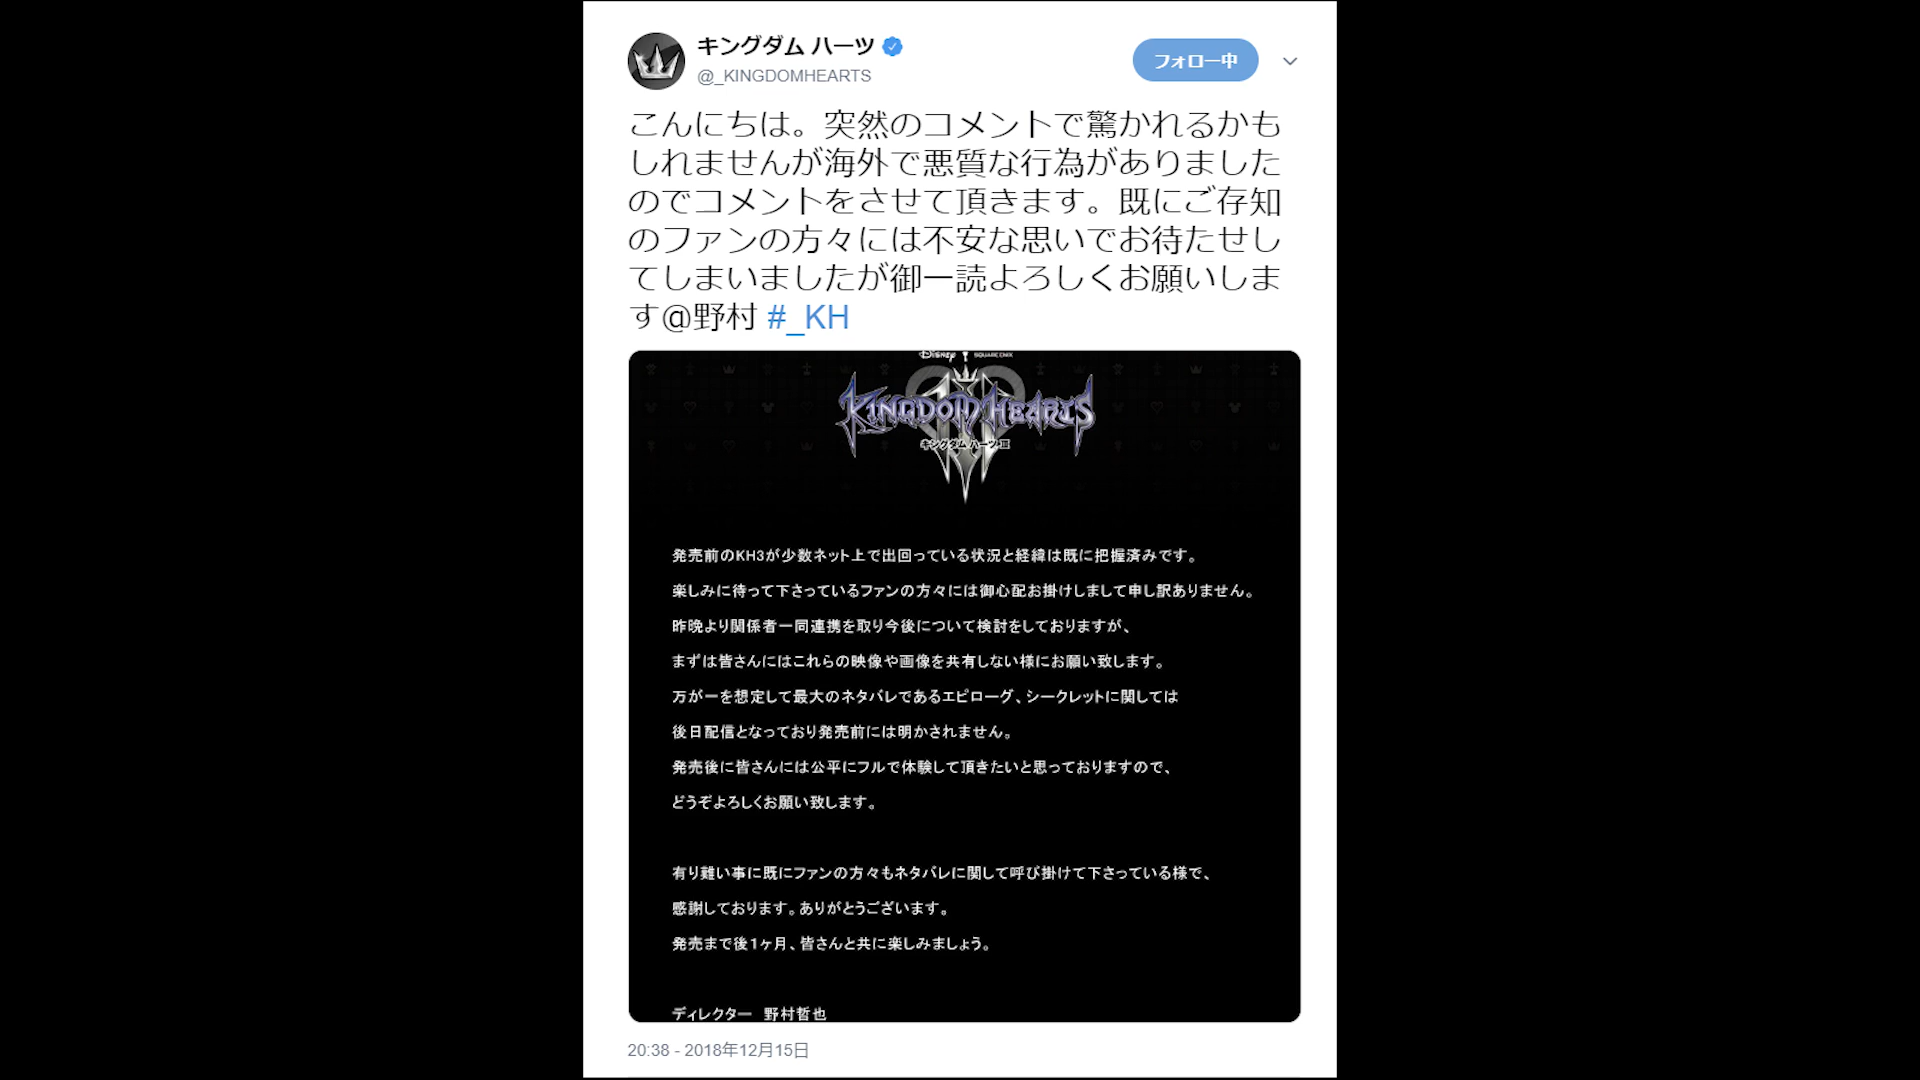 キングダム ハーツ
@_KINGDOMHEARTS
フォロー中
こんにちは。突然のコメントで驚かれるかも
しれませんが海外で悪質な行為がありました
のでコメントをさせて頂きます。既にご存知
のファンの方々には不安な思いでお待たせし
てしまいましたが御一読よろしくお願いしま
す@野村 #_KH
Disney SQUARE ENIX
KINGDOM HEARTS
キングダム ハーツ III
III
発売前のKH3が少数ネット上で出回っている状況と経緯は既に把握済みです。
楽しみに待って下さっているファンの方々には御心配お掛けしまして申し訳ありません。
昨晩より関係者一同連携を取り今後について検討をしておりますが、
まずは皆さんにはこれらの映像や画像を共有しない様にお願い致します。
万が一を想定して最大のネタバレであるエピローグ、シークレットに関しては
後日配信となっており発売前には明かされません。
発売後に皆さんには公平にフルで体験して頂きたいと思っておりますので、
どうぞよろしくお願い致します。
有り難い事に既にファンの方々もネタバレに関して呼び掛けて下さっている様で、
感謝しております。ありがとうございます。
発売まで後1ヶ月、皆さんと共に楽しみましょう。
ディレクター 野村哲也
20:38 - 2018年12月15日